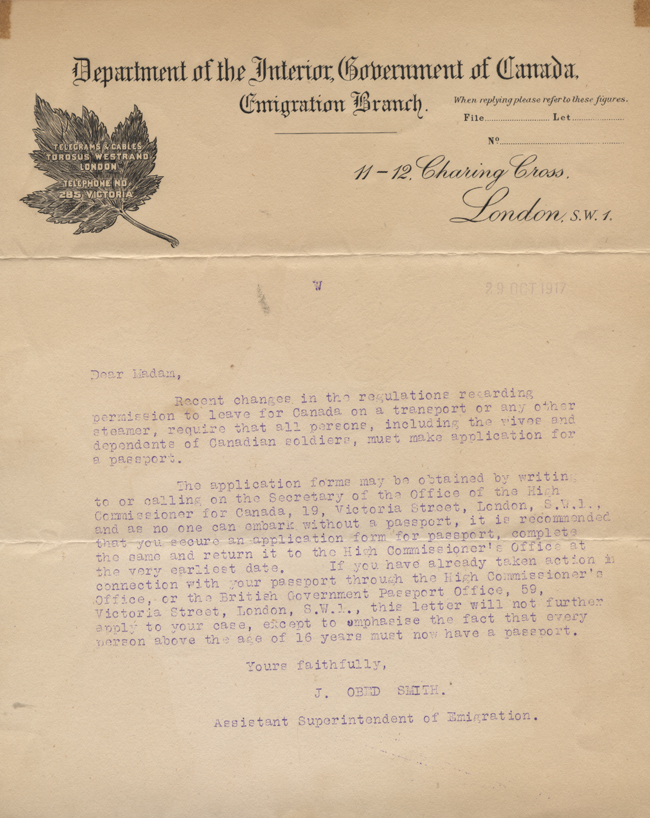 Department of the Interior, Government of Canada.
Emigration Branch.
When replying please refer to these figures.
File.................... Let....................
Nº........................................
TELEGRAMS & CABLES,
TOROSUS WESTRAND,
LONDON
TELEPHONE NO.
285, VICTORIA
11-12, Charing Cross.
London, S.W. 1.
W
29 OCT 1917
Dear Madam,
Recent changes in the regulations regarding
permission to leave for Canada on a transport or any other
steamer, require that all persons, including the wives and
dependents of Canadian soldiers, must make application for
a passport.
The application forms may be obtained by writing
to or calling on the Secretary of the Office of the High
Commissioner for Canada, 19, Victoria Street, London, S.W.1.,
and as no one can embark without a passport, it is recommended
that you secure an application form for passport, complete
the same and return it to the High Commissioner's Office at
the very earliest date. If you have already taken action in
connection with your passport through the High Commissioner's
Office, or the British Government Passport Office, 59,
Victoria Street, London, S.W.1., this letter will not further
apply to your case, except to emphasise the fact that every
person above the age of 16 years must now have a passport.
Yours faithfully,
J. OBED SMITH.
Assistant Superintendent of Emigration.